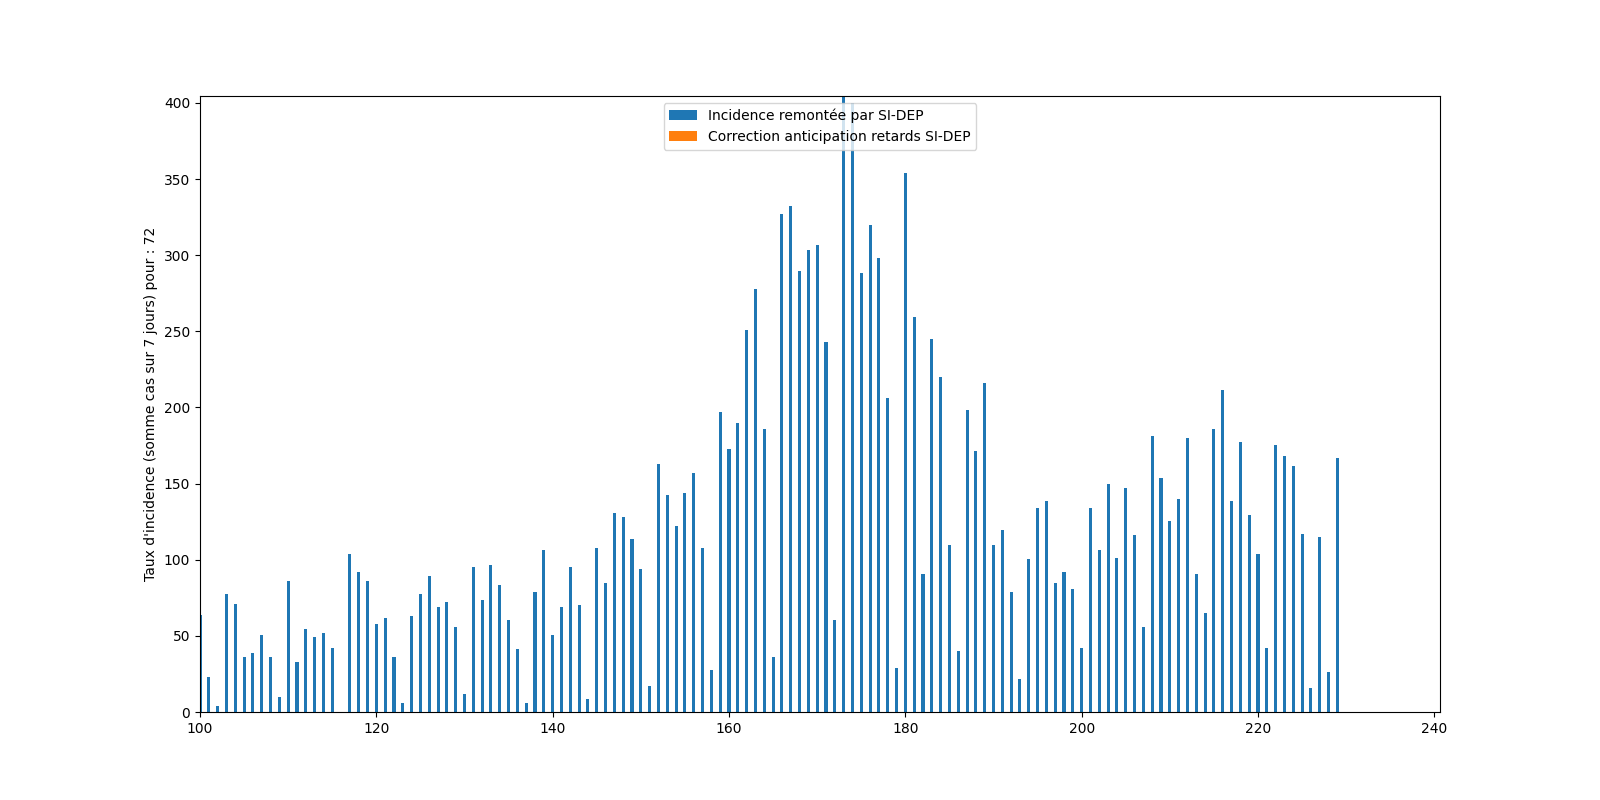 Incidence remontée par SI-DEP
Correction anticipation retards SI-DEP
Taux d'incidence (somme cas sur 7 jours) pour : 72
400
350
300
250
200
150
100
50
0
100 120 140 160 180 200 220 240